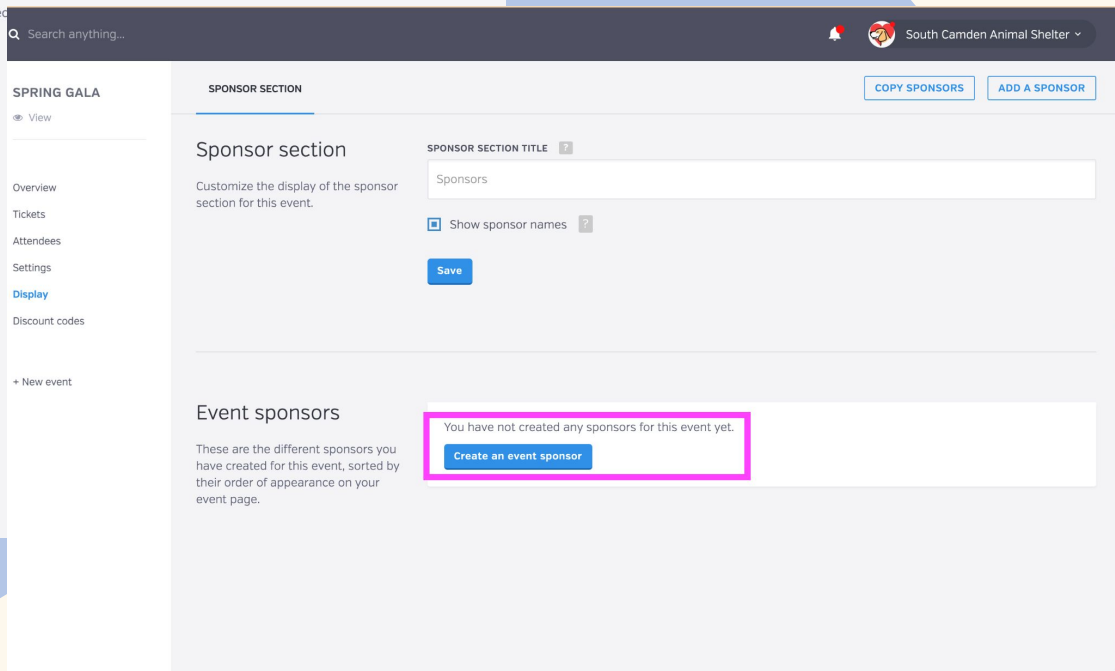 Search anything...
South Camden Animal Shelter
SPRING GALA
View
Overview
Tickets
Attendees
Settings
Display
Discount codes
+ New event
SPONSOR SECTION
COPY SPONSORS
ADD A SPONSOR
Sponsor section
Customize the display of the sponsor
section for this event.
SPONSOR SECTION TITLE ?
Sponsors
Show sponsor names ?
Save
Event sponsors
These are the different sponsors you
have created for this event, sorted by
their order of appearance on your
event page.
You have not created any sponsors for this event yet.
Create an event sponsor